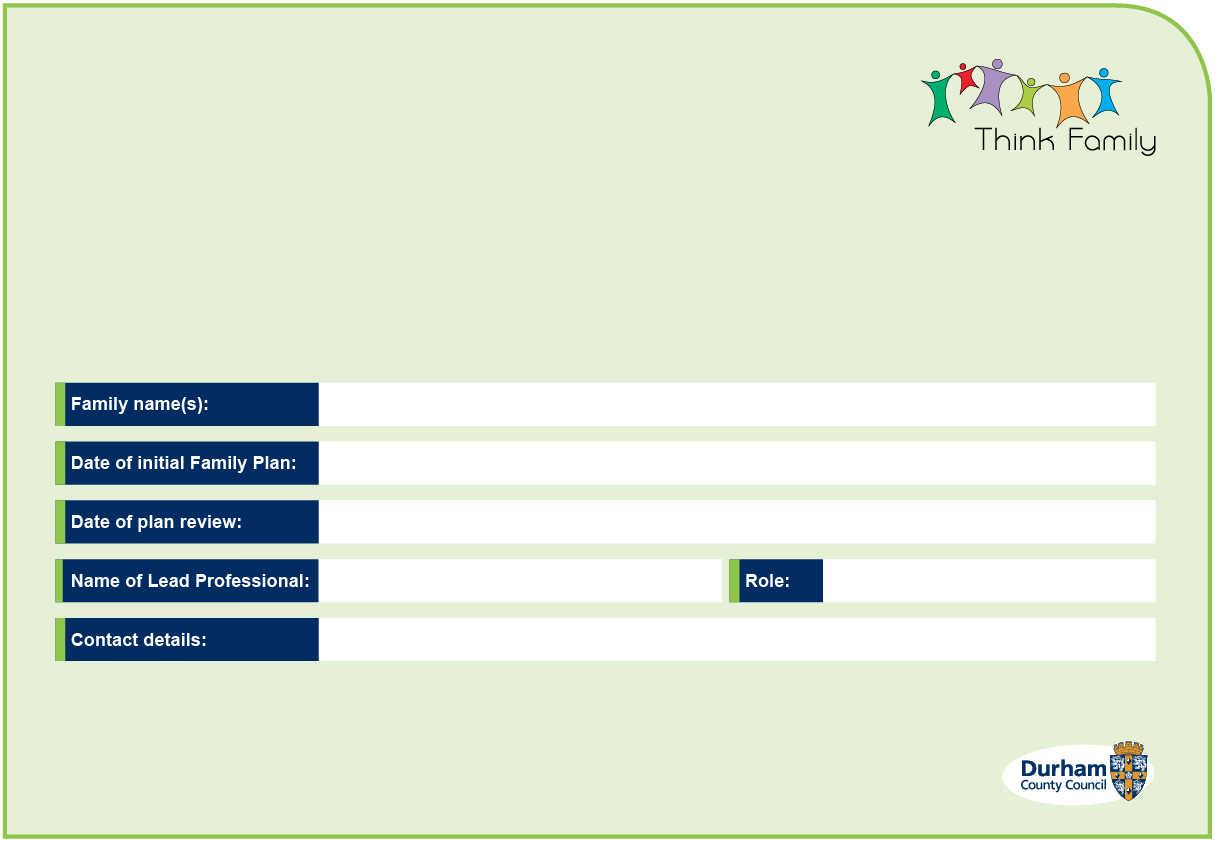 Think Family
Family name(s):
Date of initial Family Plan:
Date of plan review:
Name of Lead Professional: Role:
Contact details:
Durham
County Council